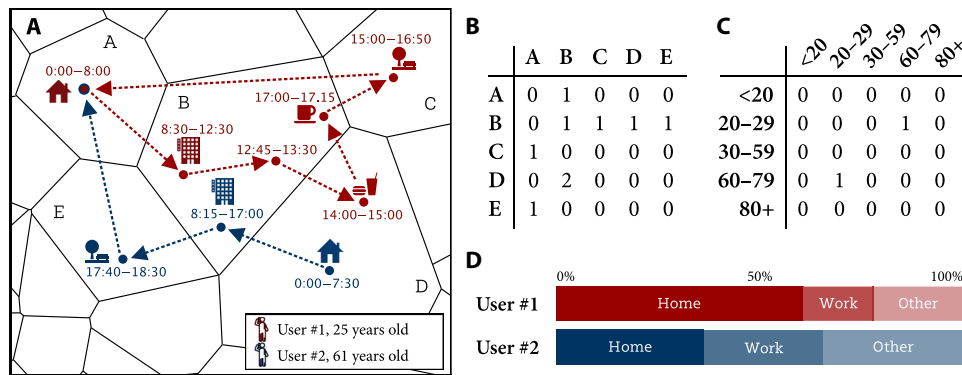 A
A
15:00−16:50
0:00−8:00
B
17:00−17.15
C
8:30−12:30
12:45−13:30
E
8:15−17:00
14:00−15:00
17:40−18:30
0:00−7:30
D
User #1, 25 years old
User #2, 61 years old
B
A B C D E
A 0 1 0 0 0
B 0 1 1 1 1
C 1 0 0 0 0
D 0 2 0 0 0
E 1 0 0 0 0
C
<20 20–29 30–59 60–79 80+
<20 0 0 0 0 0
20–29 0 0 0 1 0
30–59 0 0 0 0 0
60–79 0 1 0 0 0
80+ 0 0 0 0 0
D
0% 50% 100%
User #1 Home Work Other
User #2 Home Work Other